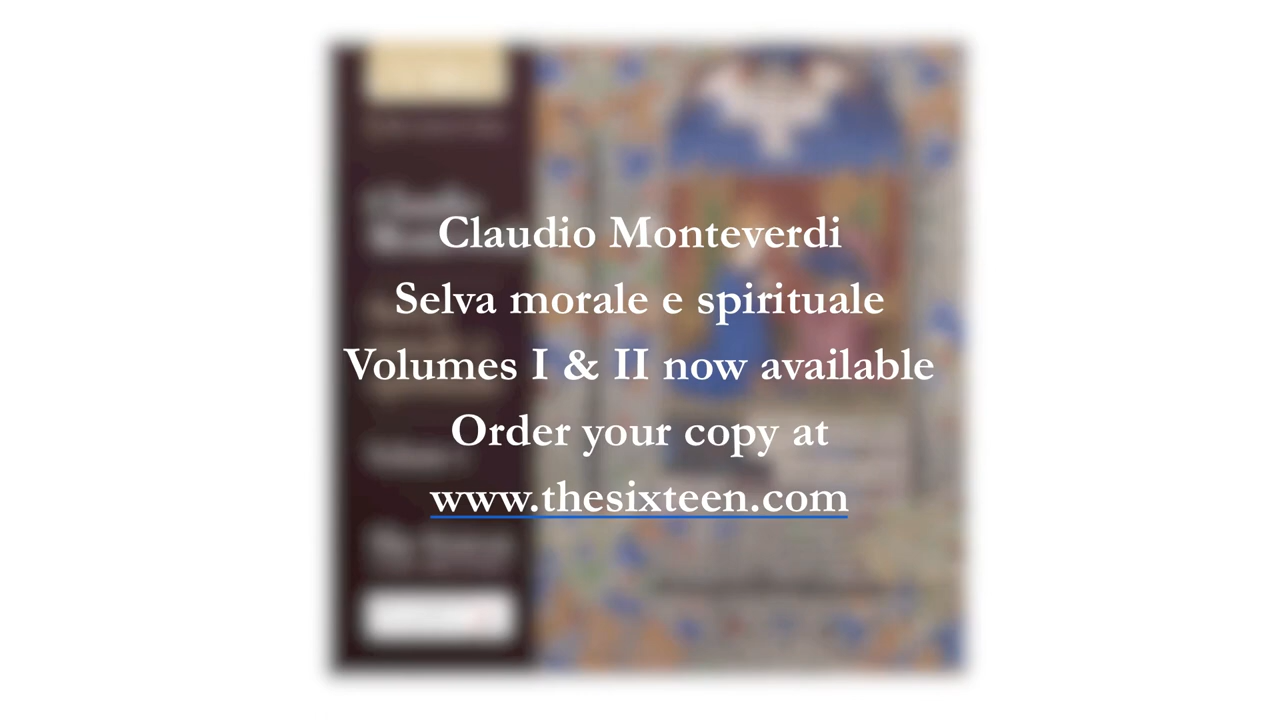 Claudio Monteverdi
Selva morale e spirituale
Volumes I & II now available
Order your copy at
www.thesixteen.com